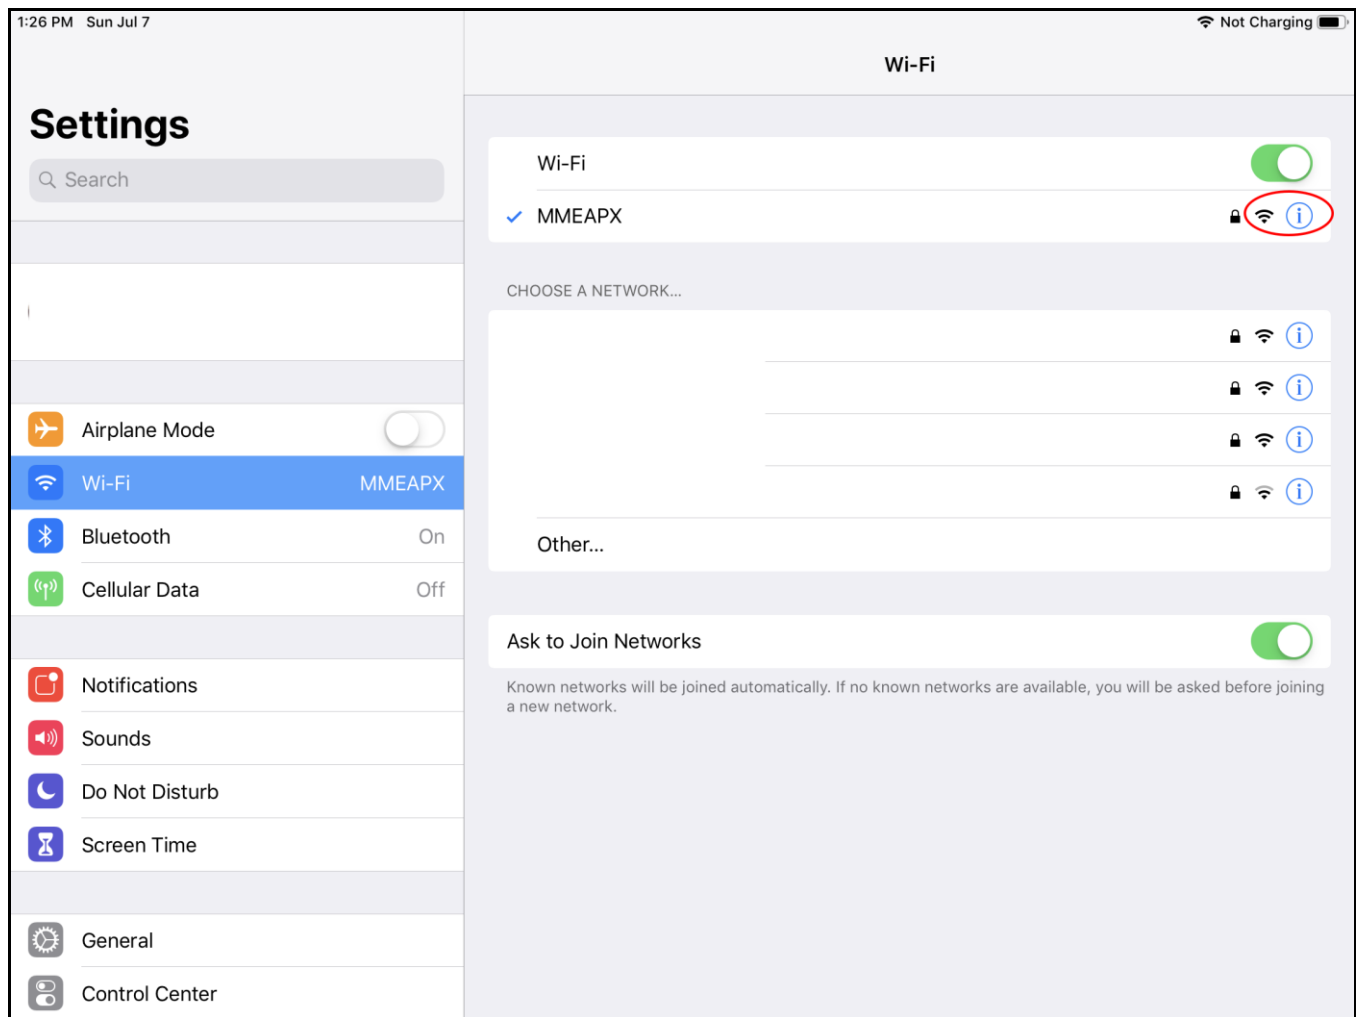 1:26 PM Sun Jul 7
Not Charging
Wi-Fi
Settings
Search
Airplane Mode
Wi-Fi MMEAPX
Bluetooth On
Cellular Data Off
Notifications
Sounds
Do Not Disturb
Screen Time
General
Control Center
Wi-Fi
MMEAPX
CHOOSE A NETWORK...
Other...
Ask to Join Networks
Known networks will be joined automatically. If no known networks are available, you will be asked before joining
a new network.